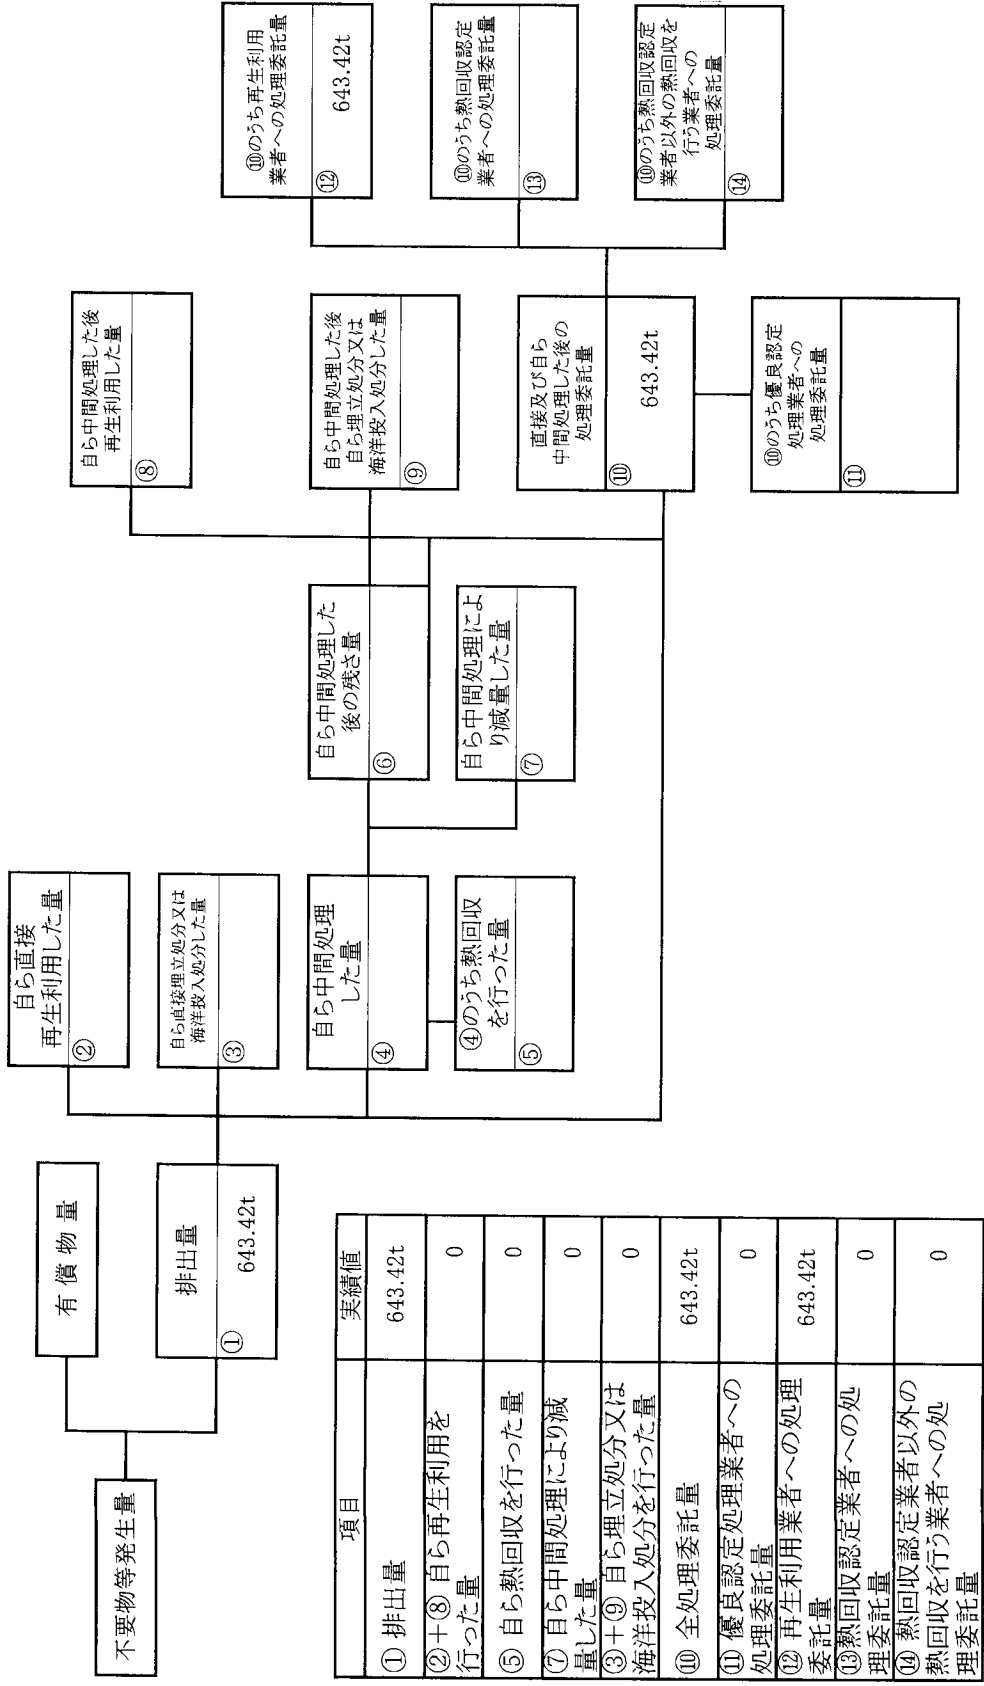 不要物等発生量
有償物量
排出量
①
643.42t
自ら直接
再生利用した量
②
自ら直接埋立処分又は
海洋投入処分した量
③
自ら中間処理
した量
④
④のうち熱回収
を行った量
⑤
自ら中間処理した
後の残さ量
⑥
自ら中間処理によ
り減量した量
⑦
自ら中間処理した後
再生利用した量
⑧
自ら中間処理した後
自ら埋立処分又は
海洋投入処分した量
⑨
直接及び自ら
中間処理した後の
処理委託量
⑩
643.42t
⑩のうち優良認定
処理業者への
処理委託量
⑪
⑩のうち再生利用
業者への処理委託量
⑫
643.42t
⑩のうち熱回収認定
業者への処理委託量
⑬
⑩のうち熱回収認定
業者以外の熱回収を
行う業者への
処理委託量
⑭
項目 実績値
① 排出量 643.42t
②+⑧ 自ら再生利用を
行った量 0
⑤ 自ら熱回収を行った量 0
⑦ 自ら中間処理により減
量した量 0
③+⑨ 自ら埋立処分又は
海洋投入処分を行った量 0
⑩ 全処理委託量 643.42t
⑪ 優良認定処理業者への
処理委託量 0
⑫ 再生利用業者への処理
委託量 643.42t
⑬熱回収認定業者への処
理委託量 0
⑭ 熱回収認定業者以外の
熱回収を行う業者への処
理委託量 0